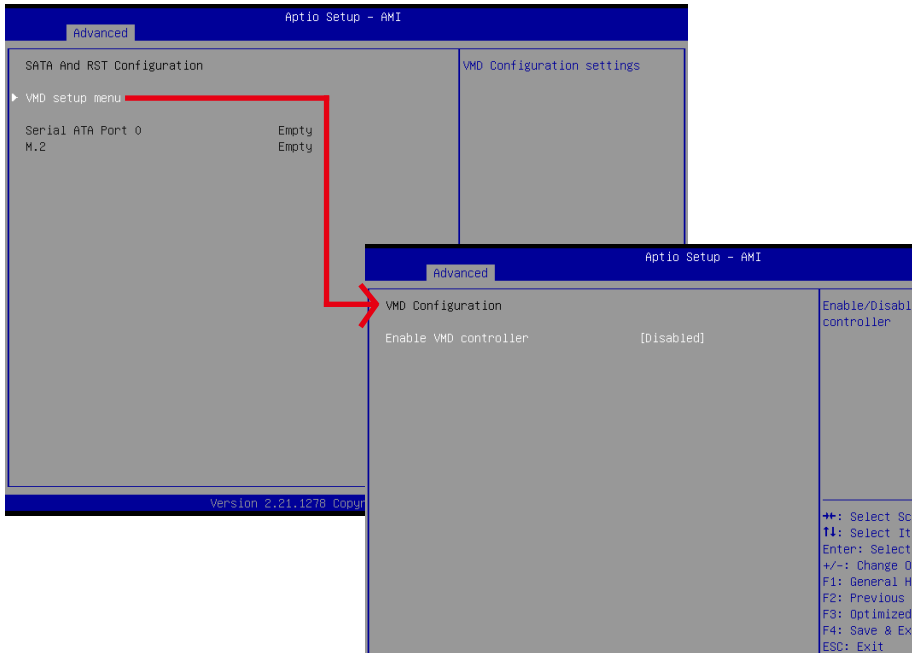 Aptio Setup - AMI
Advanced
SATA And RST Configuration
VMD Configuration settings
VMD setup menu
Serial ATA Port 0 Empty
M.2 Empty
Version 2.21.1278
Aptio Setup - AMI
Advanced
VMD Configuration
Enable VMD controller [Disabled]
controller
: Select
: Select
Enter: Select
+/-: Change
F1: General
F2: Previous
F3: Optimized
F4: Save &
ESC: Exit